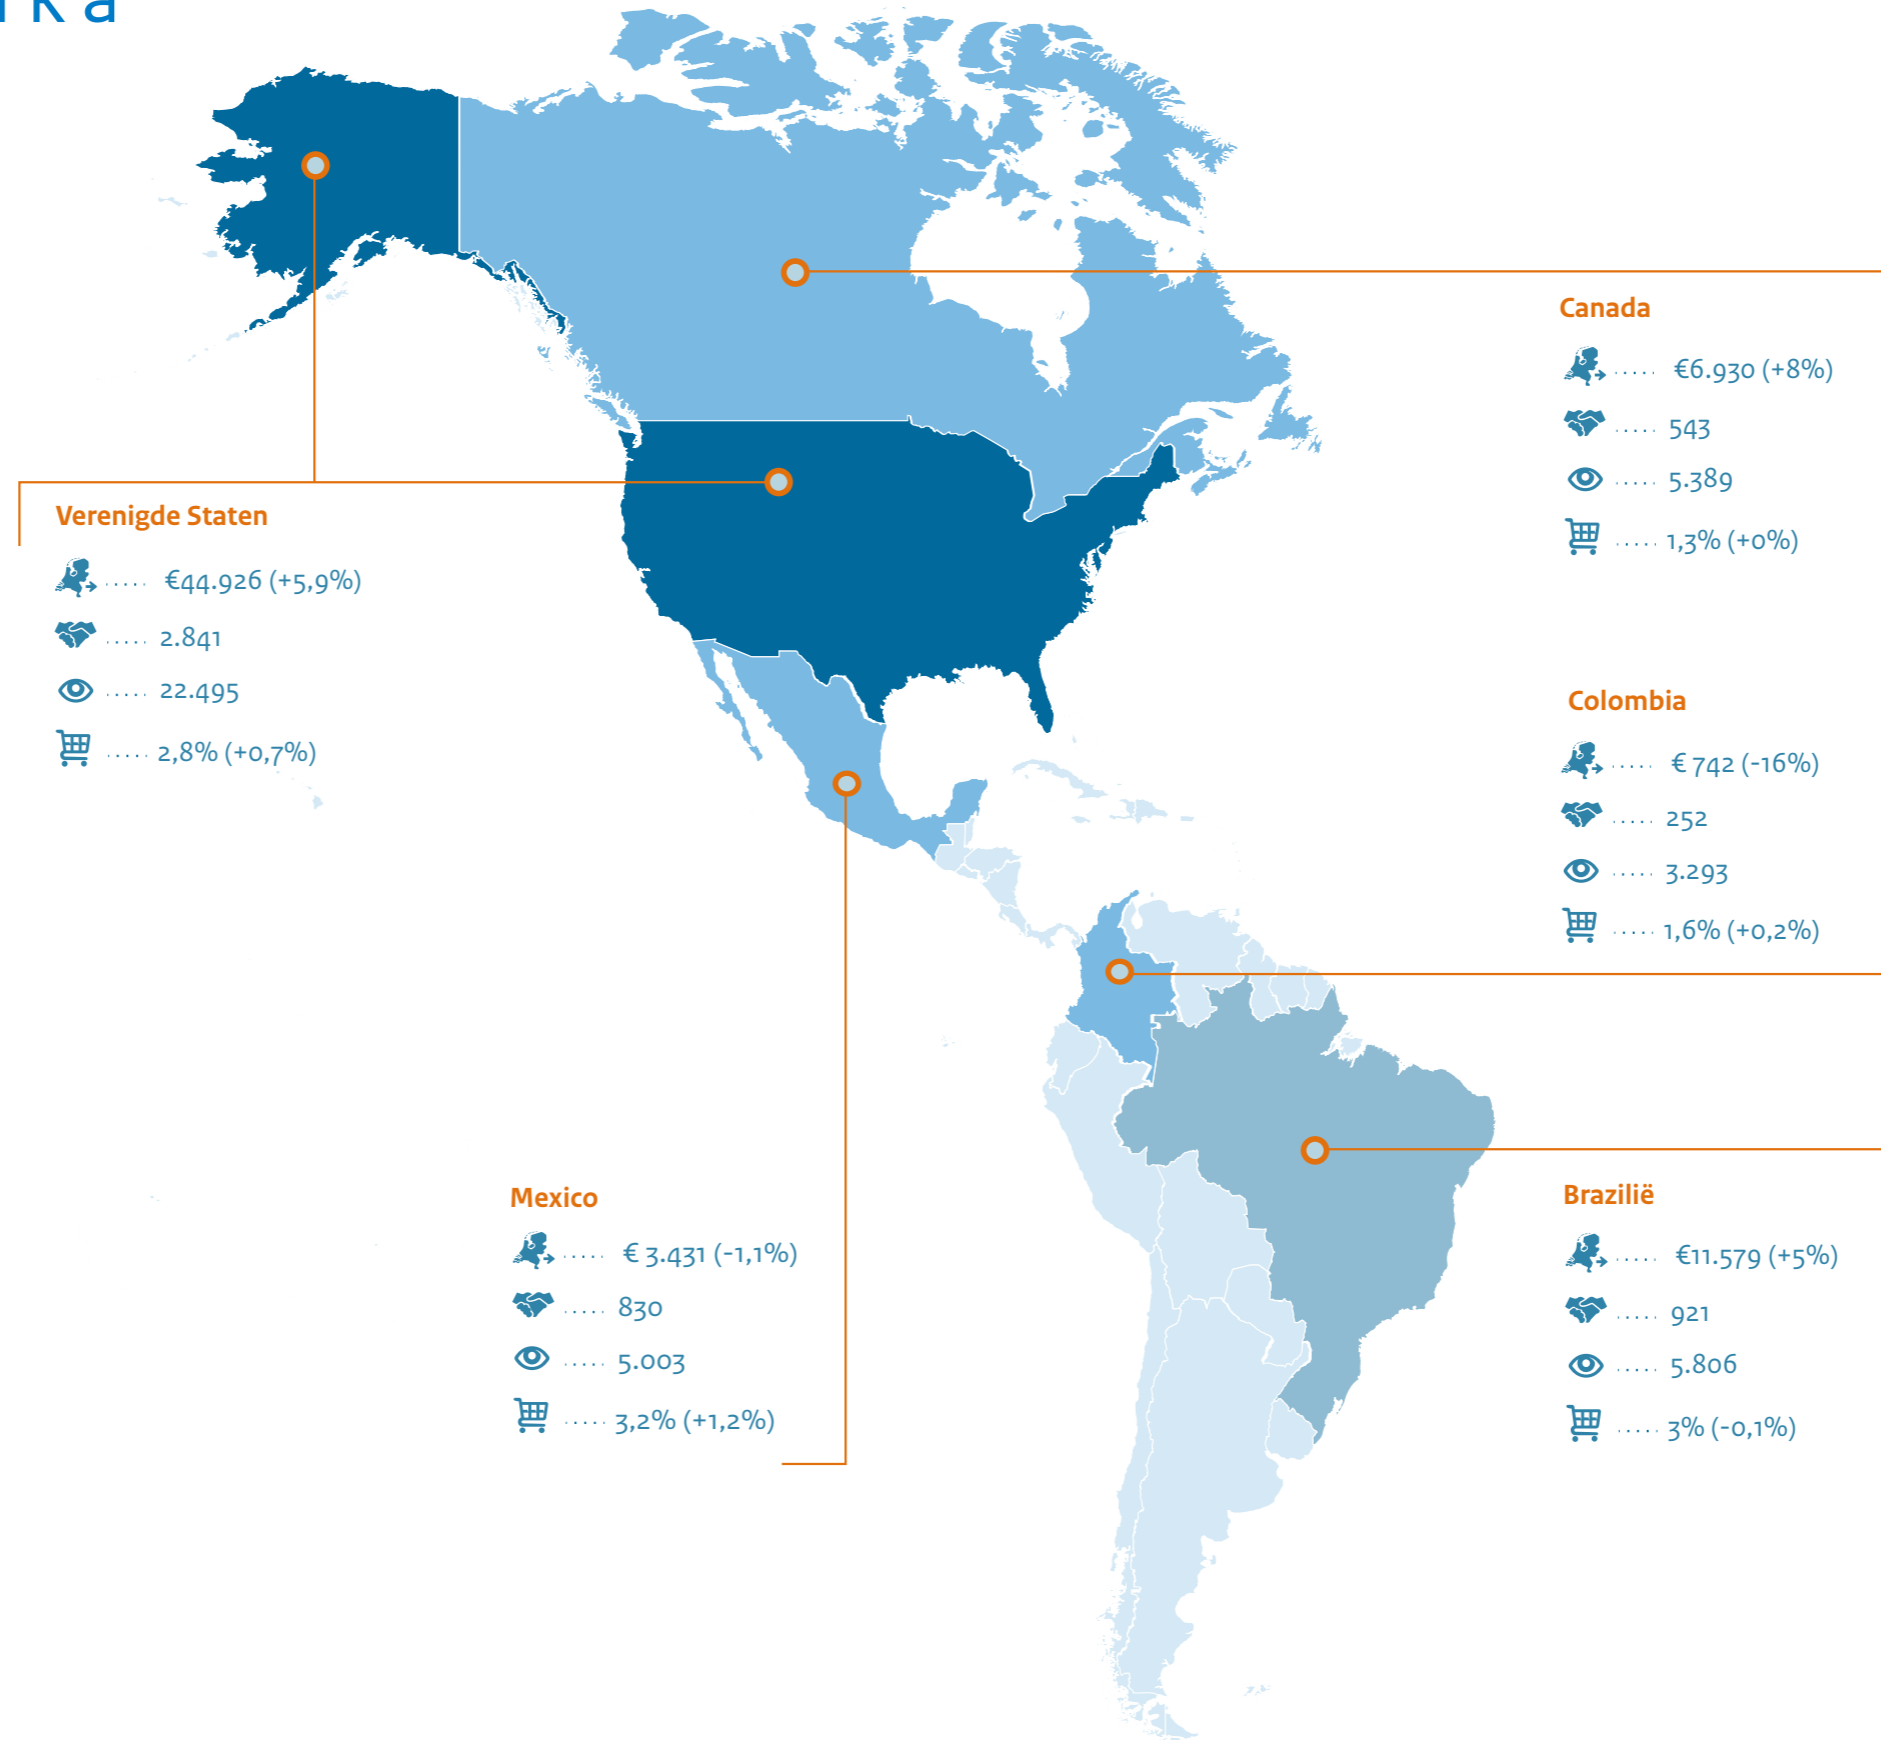 rka
Verenigde Staten
€44.926 (+5,9%)
2.841
22.495
2,8% (+0,7%)
Canada
€6.930 (+8%)
543
5.389
1,3% (+0%)
Colombia
€ 742 (-16%)
252
3.293
1,6% (+0,2%)
Mexico
€ 3.431 (-1,1%)
830
5.003
3,2% (+1,2%)
Brazilië
€11.579 (+5%)
921
5.806
3% (-0,1%)